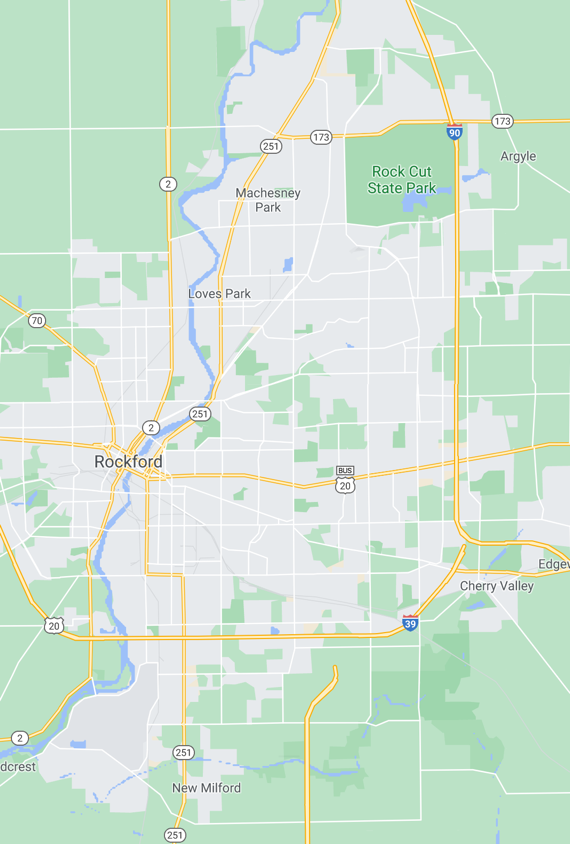 173
173
90
251
Argyle
Rock Cut
State Park
2
Machesney
Park
Loves Park
70
251
2
Rockford
BUS
20
Edgew
Cherry Valley
39
20
2
251
dcrest
New Milford
251